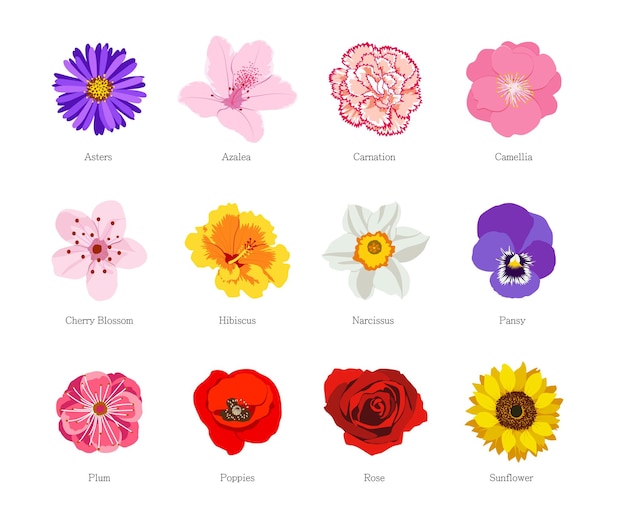 Asters Azalea Carnation Camellia
Cherry Blossom Hibiscus Narcissus Pansy
Plum Poppies Rose Sunflower